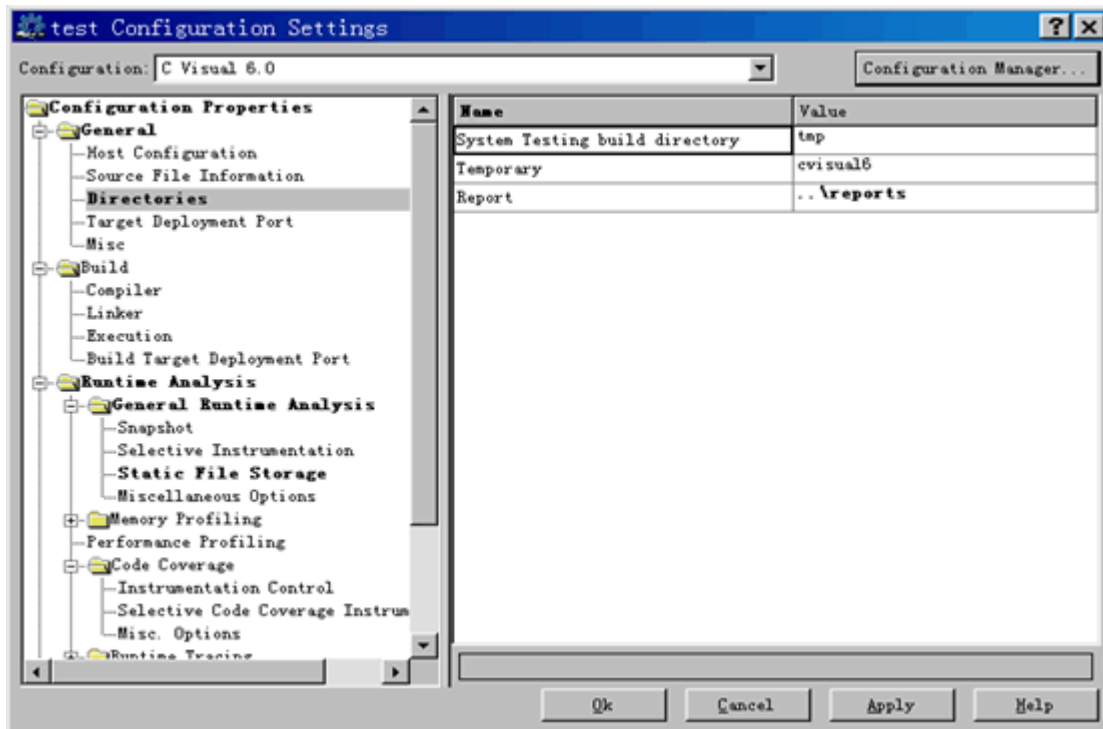 test Configuration Settings
Configuration: C Visual 6.0
Configuration Manager...
Configuration Properties
General
Host Configuration
Source File Information
Directories
Target Deployment Port
Misc
Build
Compiler
Linker
Execution
Build Target Deployment Port
Runtime Analysis
General Runtime Analysis
Snapshot
Selective Instrumentation
Static File Storage
Miscellaneous Options
Memory Profiling
Performance Profiling
Code Coverage
Instrumentation Control
Selective Code Coverage Instrum
Misc. Options
Runtime Tracing
Name Value
System Testing build directory tmp
Temporary cvisual6
Report ..\reports
Ok Cancel Apply Help